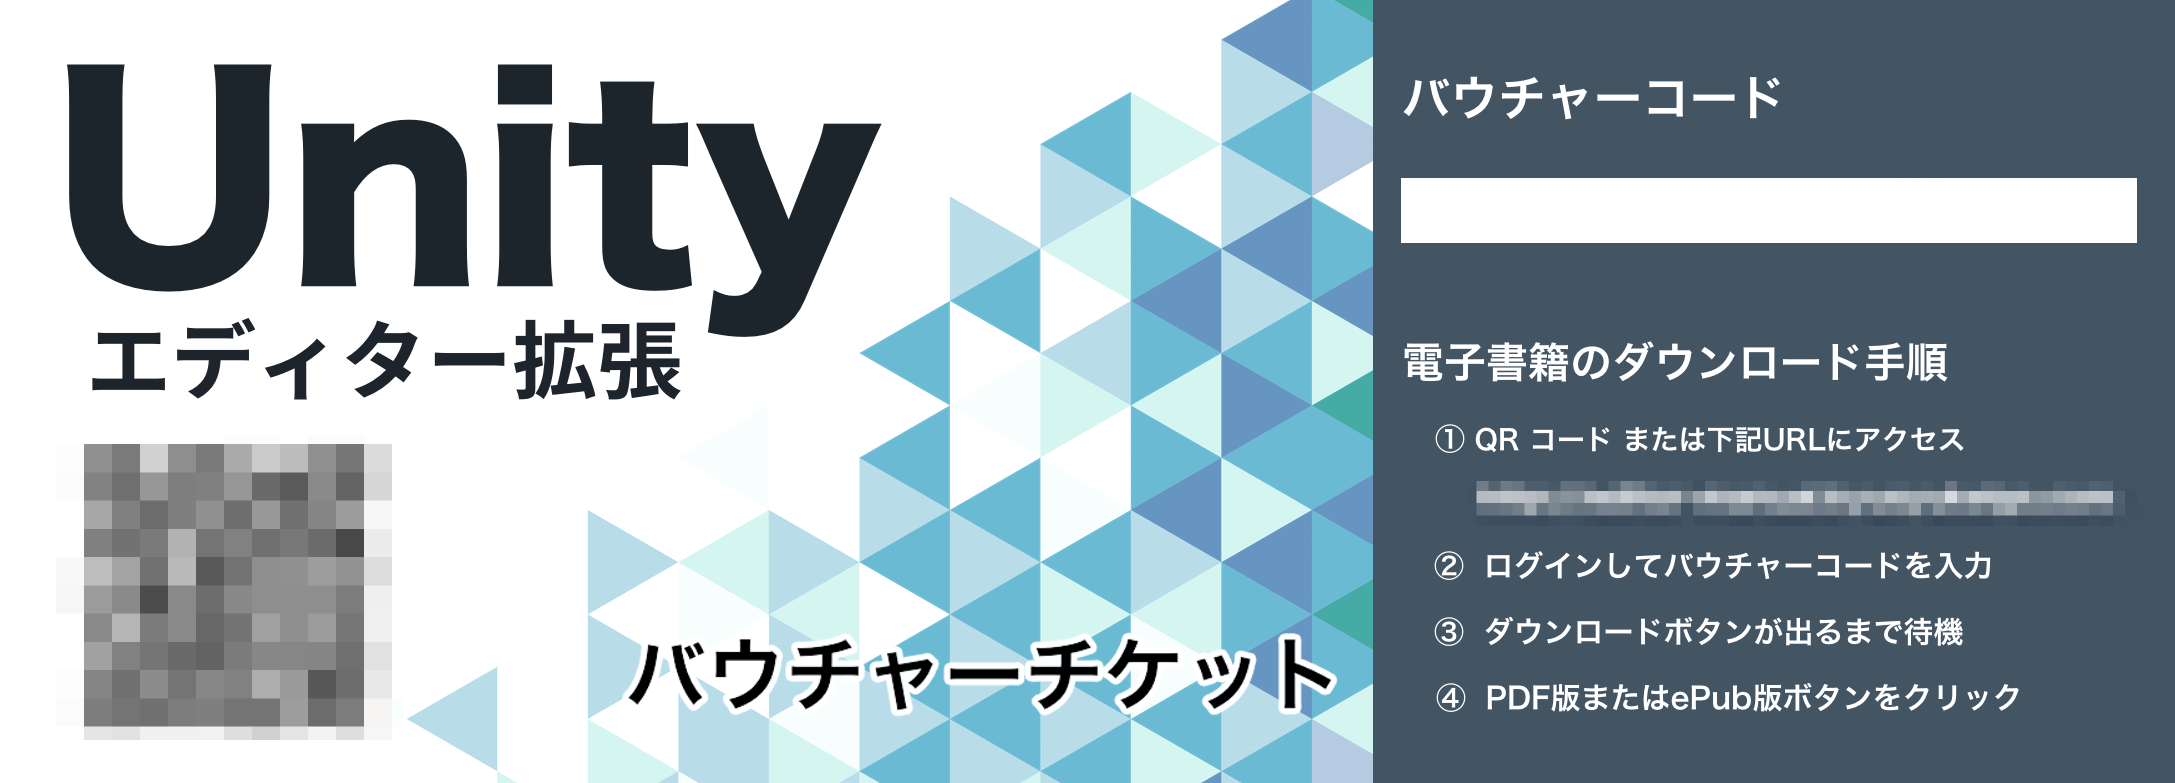 Unity
エディター拡張
バウチャーチケット
バウチャーコード
電子書籍のダウンロード手順
① QR コード または下記URLにアクセス
② ログインしてバウチャーコードを入力
③ ダウンロードボタンが出るまで待機
④ PDF版またはePub版ボタンをクリック